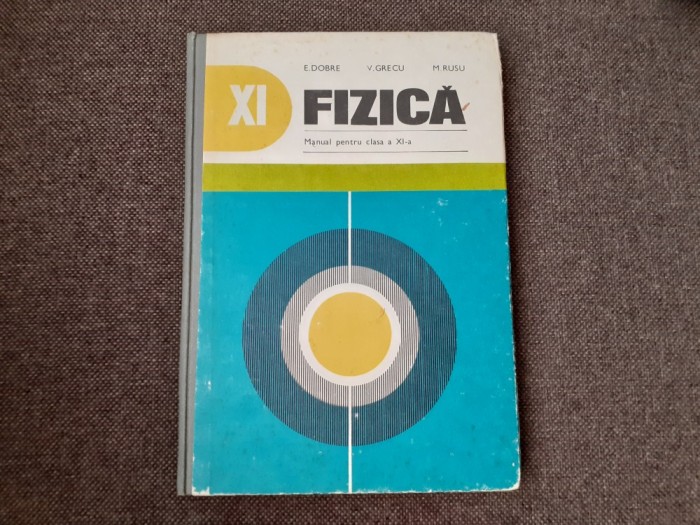 E. DOBRE V. GRECU M. RUSU
XI FIZICĂ
Manual pentru clasa a XI-a